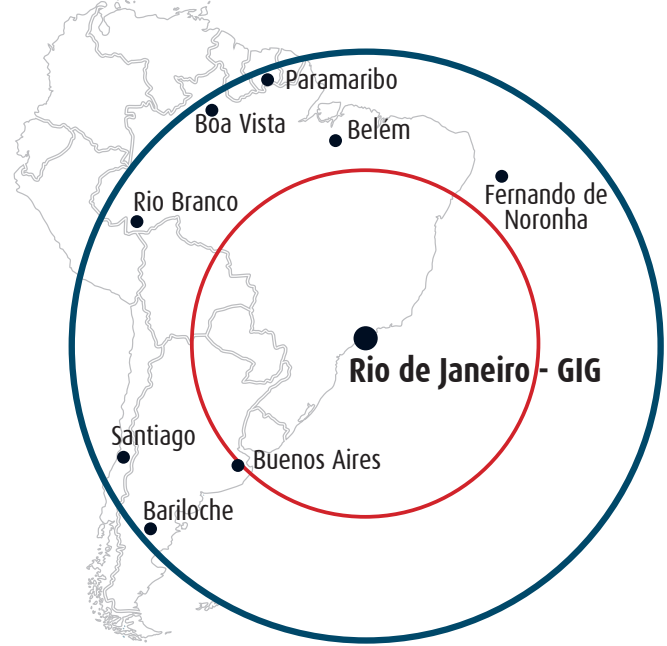 Paramaribo
Boa Vista
Belém
Rio Branco
Fernando de
Noronha
Rio de Janeiro - GIG
Santiago
Buenos Aires
Bariloche